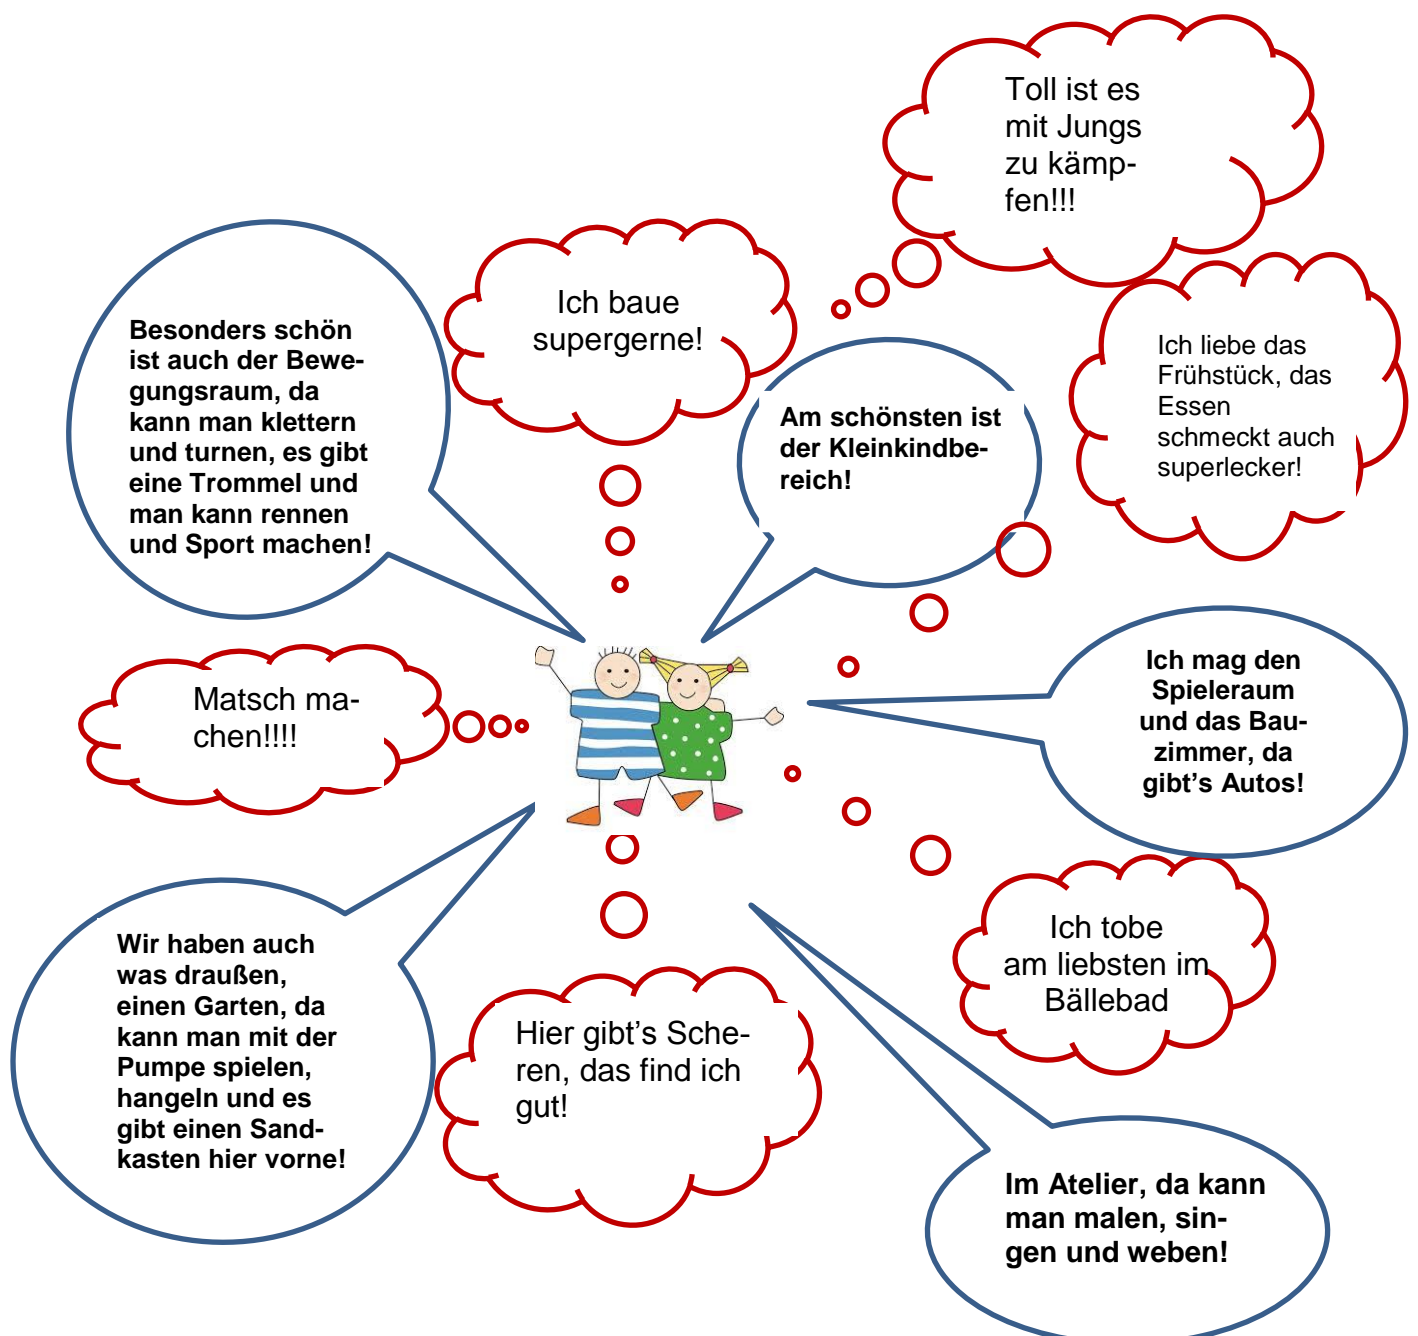 Toll ist es
mit Jungs
zu kämp-
fen!!!
Ich baue
supergerne!
Besonders schön
ist auch der Bewe-
gungsraum, da
kann man klettern
und turnen, es gibt
eine Trommel und
man kann rennen
und Sport machen!
Am schönsten ist
der Kleinkindbe-
reich!
Ich liebe das
Frühstück, das
Essen
schmeckt auch
superlecker!
Matsch ma-
chen!!!!
Ich mag den
Spieleraum
und das Bau-
zimmer, da
gibt's Autos!
Wir haben auch
was draußen,
einen Garten, da
kann man mit der
Pumpe spielen,
hangeln und es
gibt einen Sand-
kasten hier vorne!
Hier gibt's Sche-
ren, das find ich
gut!
Ich tobe
am liebsten im
Bällebad
Im Atelier, da kann
man malen, sin-
gen und weben!